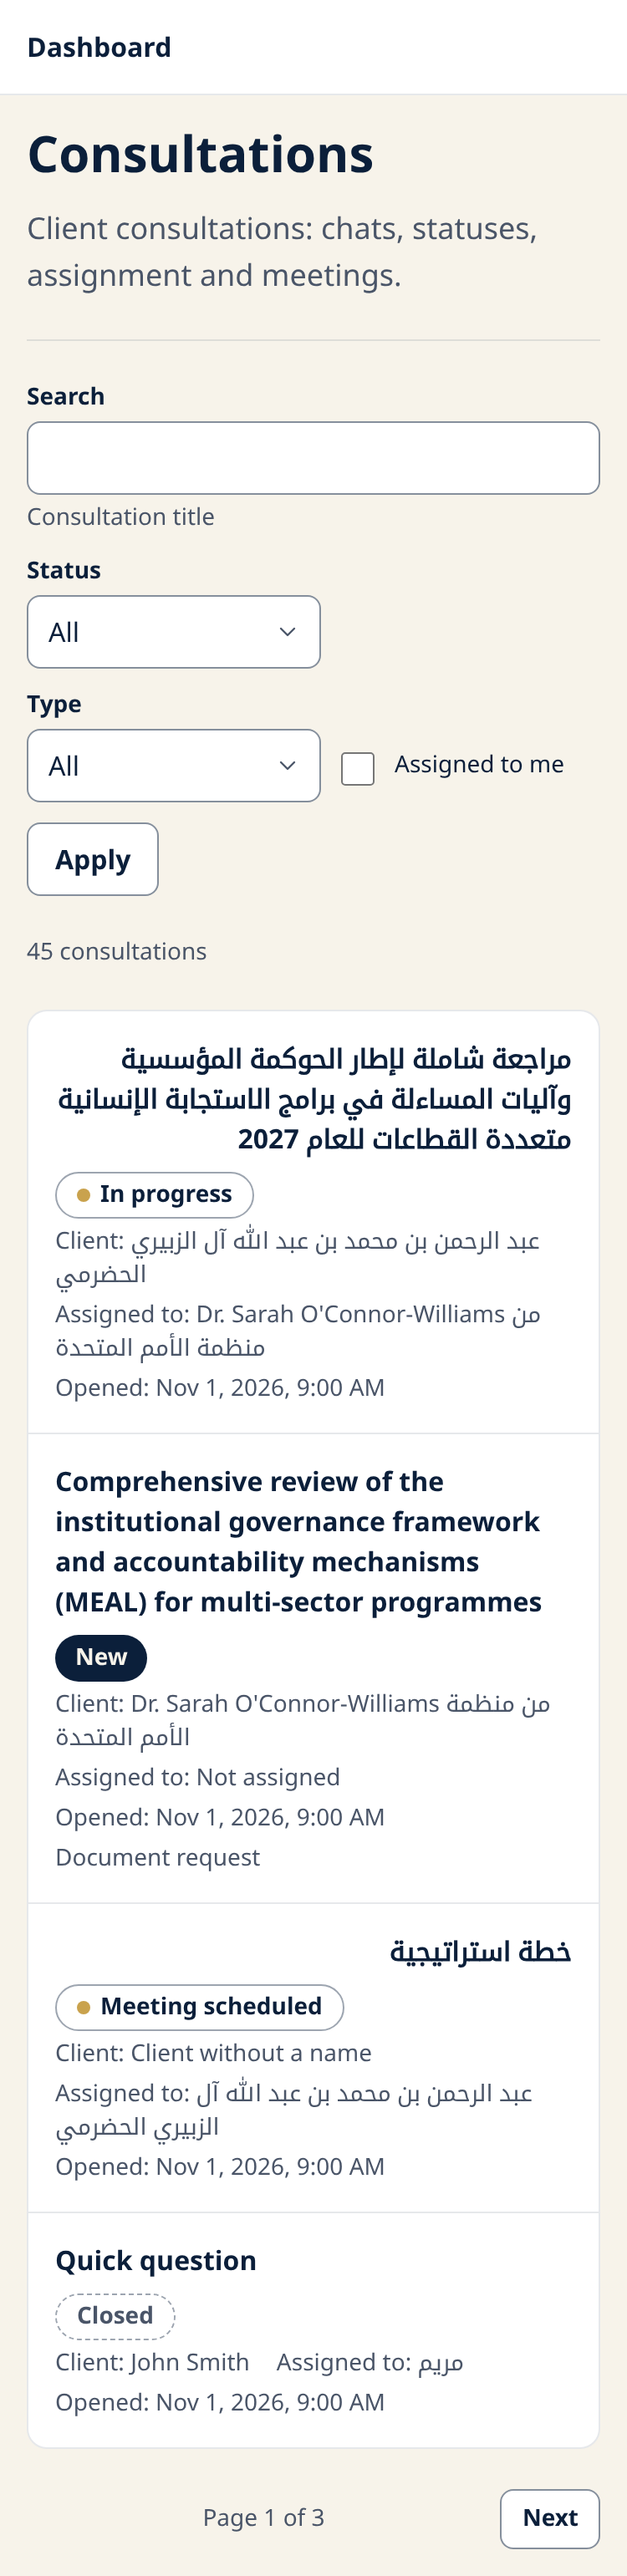 Dashboard
Consultations
Client consultations: chats, statuses,
assignment and meetings.
Search
Consultation title
Status
All
Type
All
Assigned to me
Apply
45 consultations
مراجعة شاملة لإطار الحوكمة المؤسسية
وآليات المساءلة في برامج الاستجابة الإنسانية
متعددة القطاعات للعام 2027
In progress
Client: عبد الرحمن بن محمد بن عبد الله آل الزبيري
الحضرمي
Assigned to: Dr. Sarah O'Connor-Williams من
منظمة الأمم المتحدة
Opened: Nov 1, 2026, 9:00 AM
Comprehensive review of the
institutional governance framework
and accountability mechanisms
(MEAL) for multi-sector programmes
New
Client: Dr. Sarah O'Connor-Williams من منظمة
الأمم المتحدة
Assigned to: Not assigned
Opened: Nov 1, 2026, 9:00 AM
Document request
خطة استراتيجية
Meeting scheduled
Client: Client without a name
Assigned to: عبد الرحمن بن محمد بن عبد الله آل
الزبيري الحضرمي
Opened: Nov 1, 2026, 9:00 AM
Quick question
Closed
Client: John Smith Assigned to: مريم
Opened: Nov 1, 2026, 9:00 AM
Page 1 of 3
Next